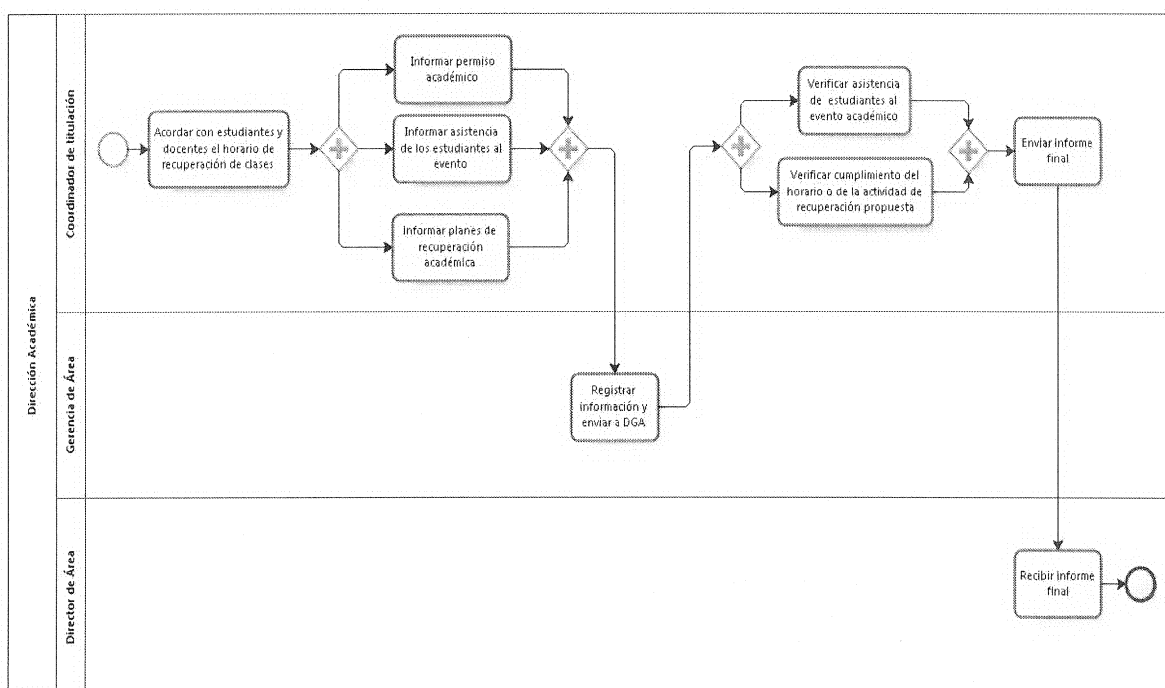 Dirección Académica
Coordinador de titulación
Acordar con estudiantes y
docentes el horario de
recuperación de clases
Informar permiso
académico
Informar asistencia
de los estudiantes al
evento
Informar planes de
recuperación
académica
Verificar asistencia
de estudiantes al
evento académico
Verificar cumplimiento del
horario o de la actividad de
recuperación propuesta
Enviar informe
final
Gerencia de Área
Registrar
información y
enviar a DGA
Director de Área
Recibir informe
final